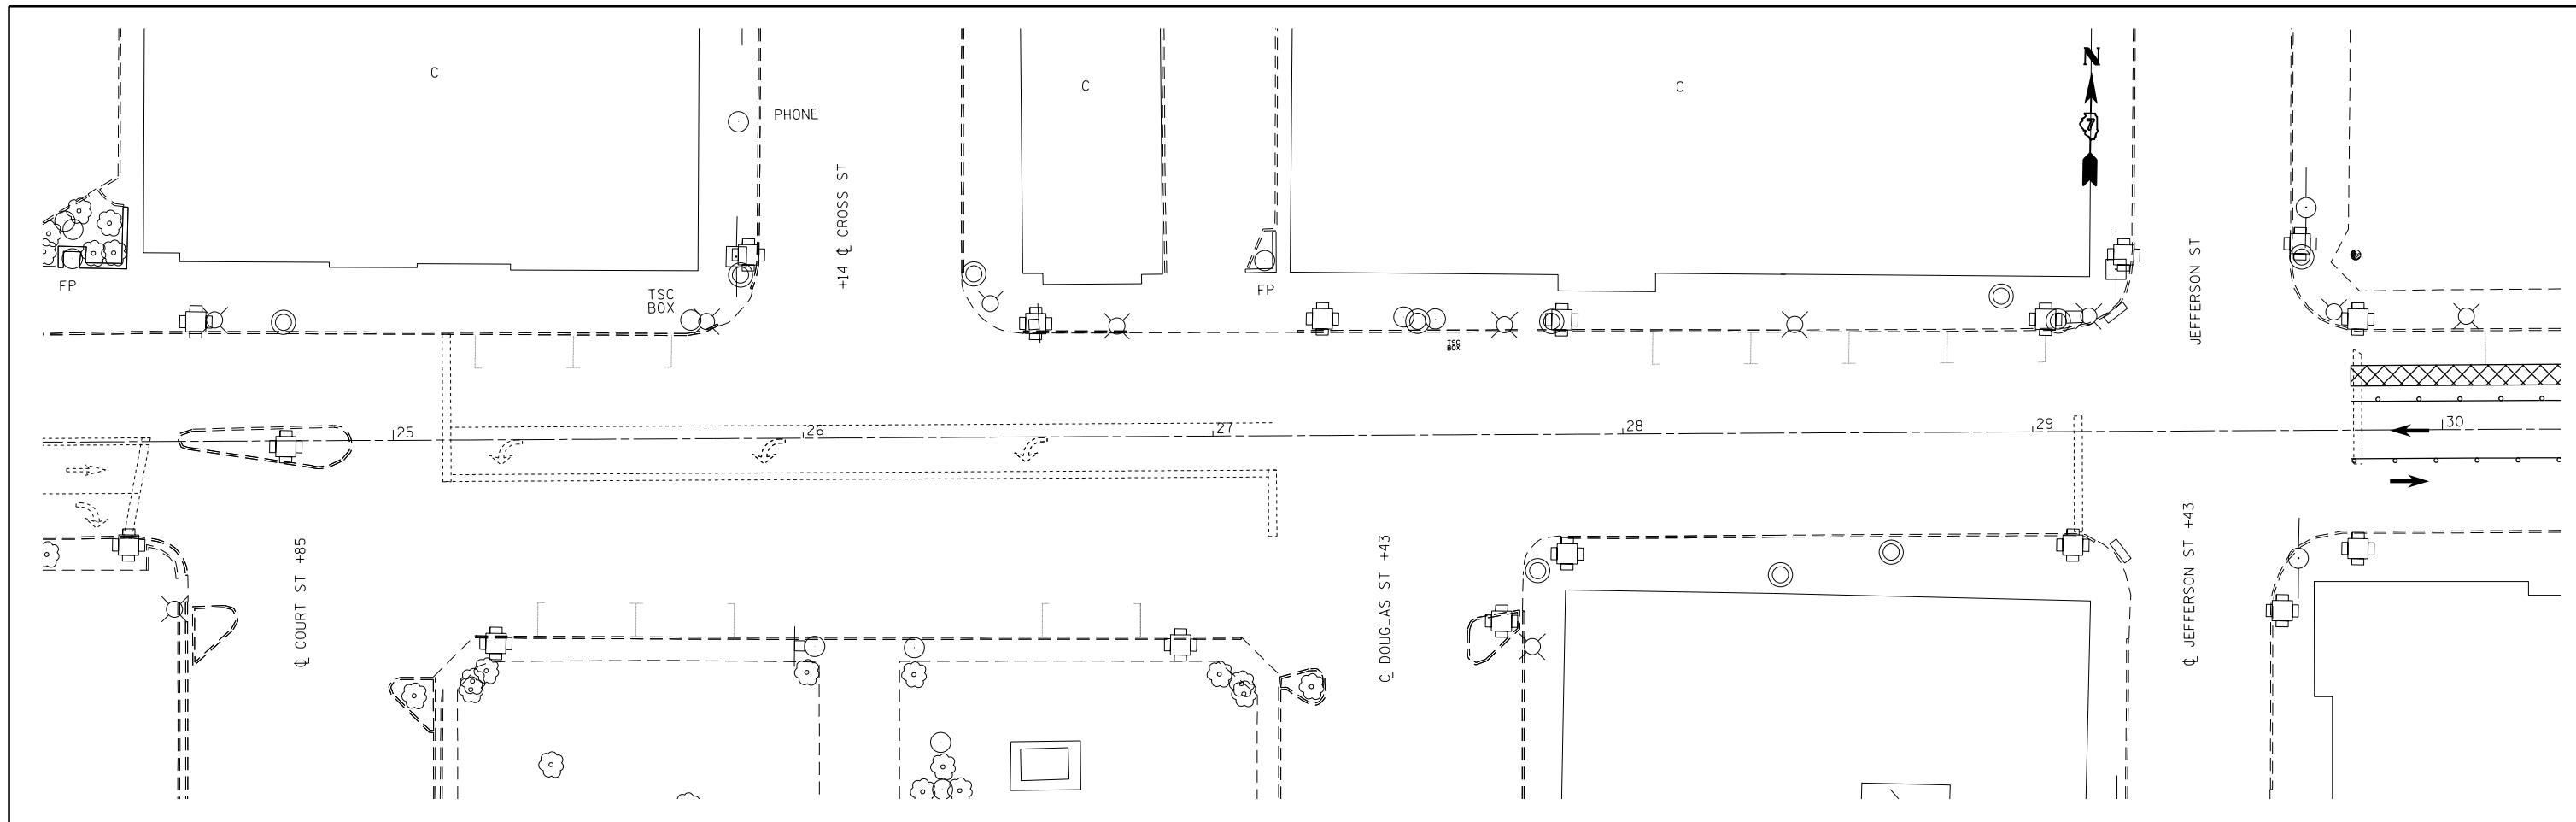 C
C
C
N
7
PHONE
+14 ℄ CROSS ST
FP
TSC
BOX
FP
TSC
BOX
JEFFERSON ST
25
26
27
28
29
30
℄ COURT ST +85
℄ DOUGLAS ST +43
℄ JEFFERSON ST +43